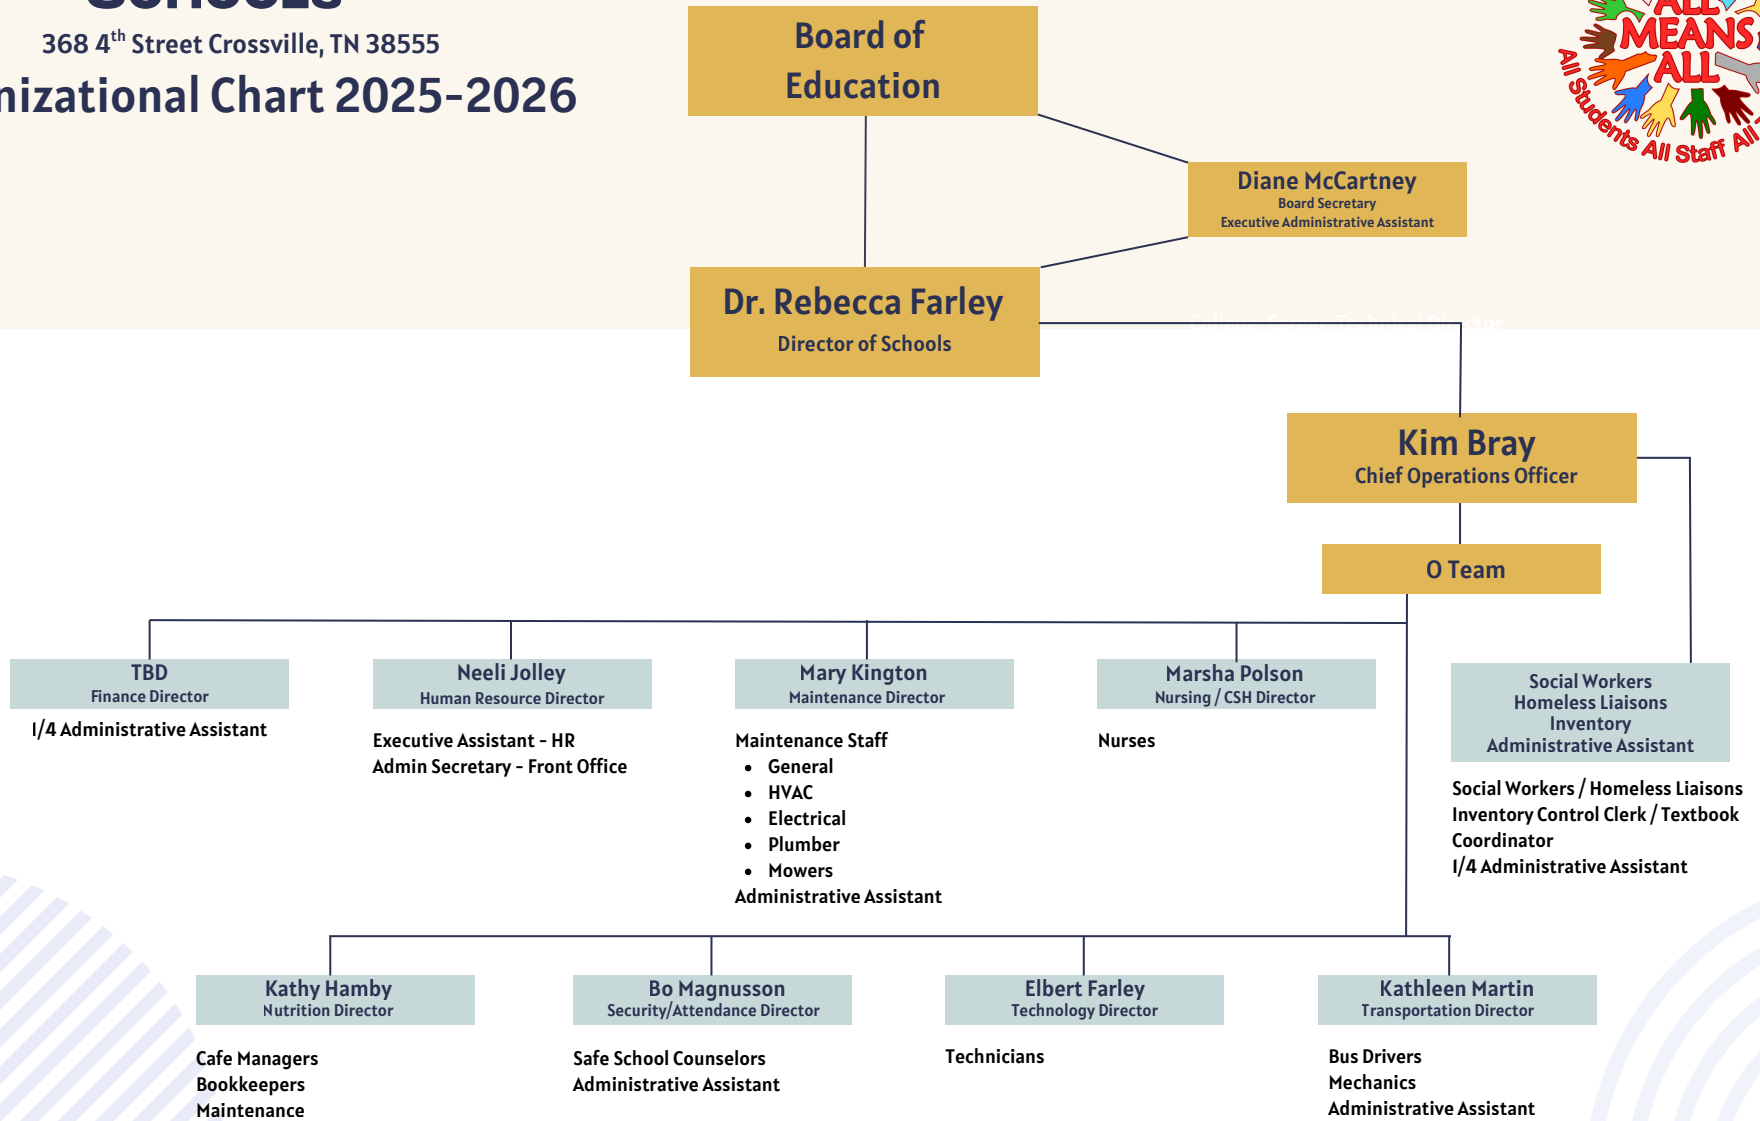 SCHOOLS
368 4th Street Crossville, TN 38555
nizational Chart 2025-2026
ALL
MEANS
ALL
All Students All Staff All
Board of
Education
Diane McCartney
Board Secretary
Executive Administrative Assistant
Dr. Rebecca Farley
Director of Schools
College, Career, Technical Director
Kim Bray
Chief Operations Officer
O Team
TBD
Finance Director
1/4 Administrative Assistant
Neeli Jolley
Human Resource Director
Executive Assistant - HR
Admin Secretary - Front Office
Mary Kington
Maintenance Director
Maintenance Staff
• General
• HVAC
• Electrical
• Plumber
• Mowers
Administrative Assistant
Marsha Polson
Nursing / CSH Director
Nurses
Social Workers
Homeless Liaisons
Inventory
Administrative Assistant
Social Workers / Homeless Liaisons
Inventory Control Clerk / Textbook
Coordinator
1/4 Administrative Assistant
Kathy Hamby
Nutrition Director
Cafe Managers
Bookkeepers
Maintenance
Bo Magnusson
Security/Attendance Director
Safe School Counselors
Administrative Assistant
Elbert Farley
Technology Director
Technicians
Kathleen Martin
Transportation Director
Bus Drivers
Mechanics
Administrative Assistant